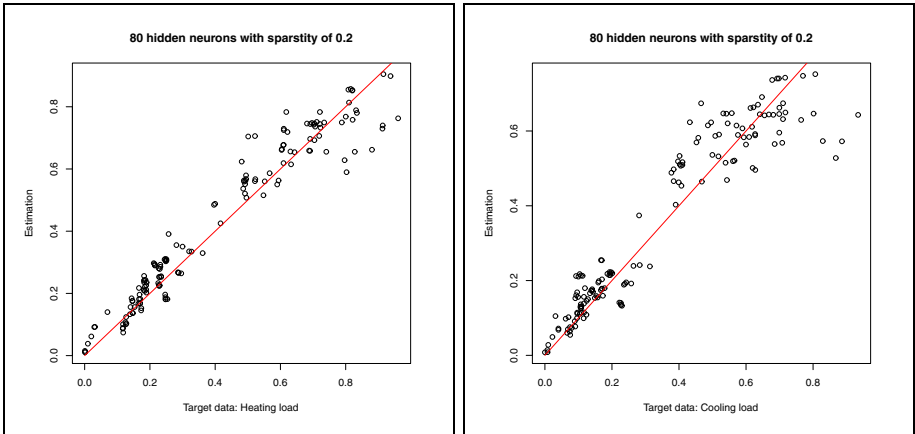 80 hidden neurons with sparstity of 0.2
Estimation
0.0 0.2 0.4 0.6 0.8
0.0 0.2 0.4 0.6 0.8
Target data: Heating load
80 hidden neurons with sparstity of 0.2
Estimation
0.0 0.2 0.4 0.6
0.0 0.2 0.4 0.6 0.8
Target data: Cooling load